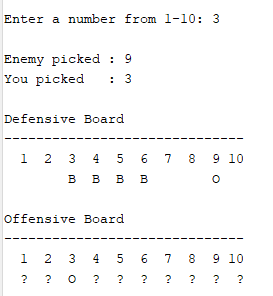 Enter a number from 1-10: 3
Enemy picked : 9
You picked   : 3
Defensive Board
------------------------------
1  2  3  4  5  6  7  8  9 10
B  B  B  B  O
Offensive Board
------------------------------
1  2  3  4  5  6  7  8  9 10
?  ?  O  ?  ?  ?  ?  ?  ?  ?